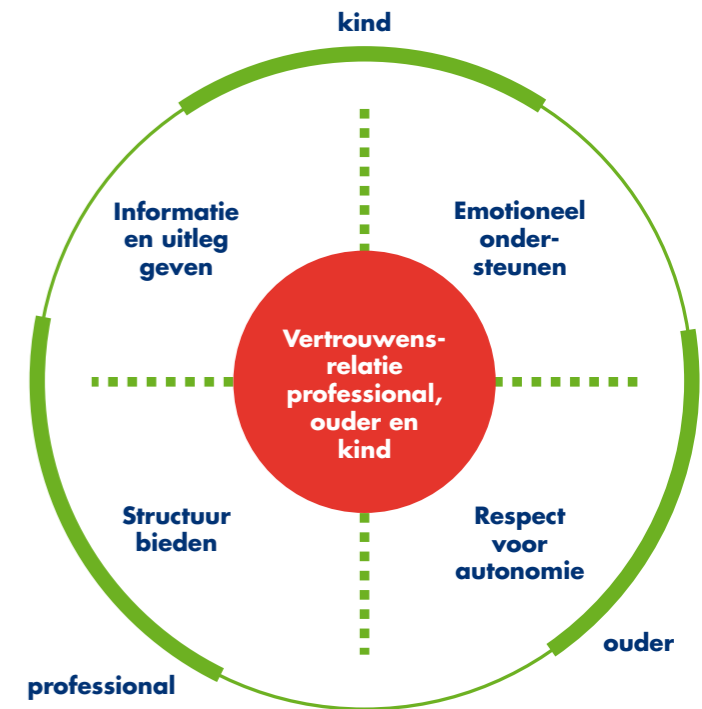 kind
Informatie
en uitleg
geven
Emotioneel
onder-
steunen
Vertrouwens-
relatie
professional,
ouder en
kind
Structuur
bieden
Respect
voor
autonomie
ouder
professional